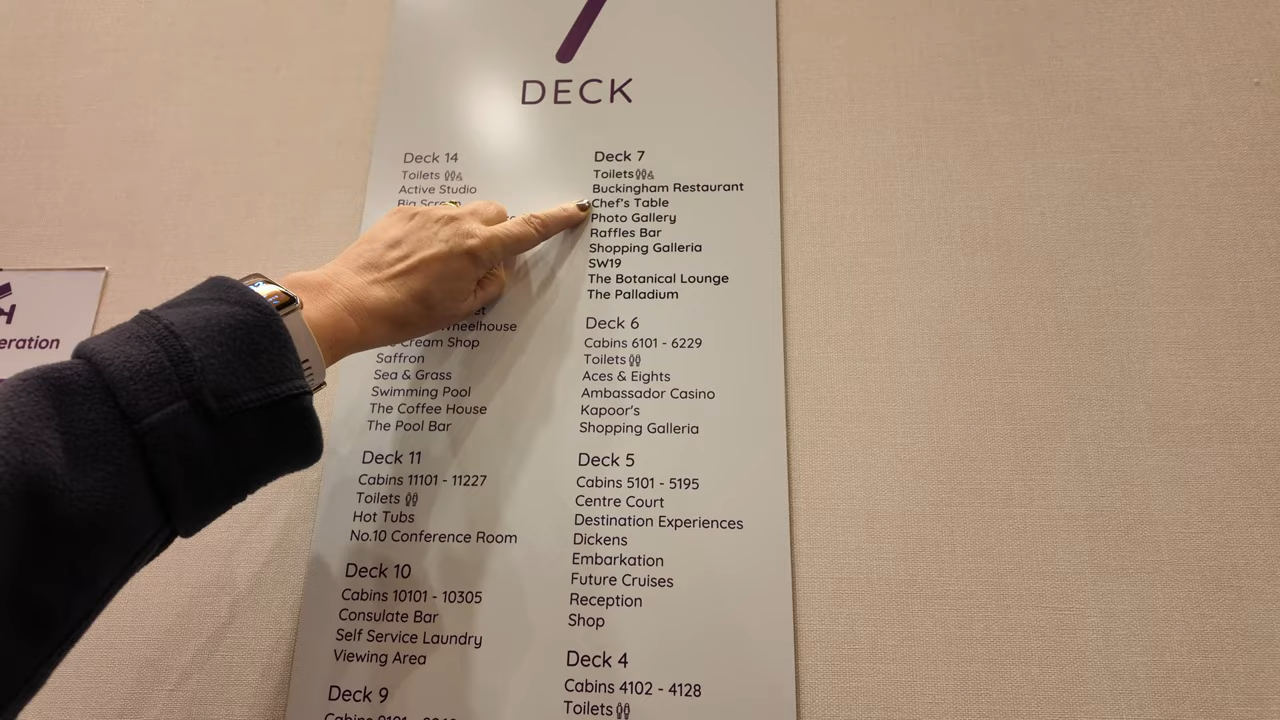 7
DECK
Deck 14
Toilets
Active Studio
Big Screen
Wheelhouse
Cream Shop
Saffron
Sea & Grass
Swimming Pool
The Coffee House
The Pool Bar
Deck 11
Cabins 11101 - 11227
Toilets
Hot Tubs
No.10 Conference Room
Deck 10
Cabins 10101 - 10305
Consulate Bar
Self Service Laundry
Viewing Area
Deck 9
Deck 7
Toilets
Buckingham Restaurant
Chef's Table
Photo Gallery
Raffles Bar
Shopping Galleria
SW19
The Botanical Lounge
The Palladium
Deck 6
Cabins 6101 - 6229
Toilets
Aces & Eights
Ambassador Casino
Kapoor's
Shopping Galleria
Deck 5
Cabins 5101 - 5195
Centre Court
Destination Experiences
Dickens
Embarkation
Future Cruises
Reception
Shop
Deck 4
Cabins 4102 - 4128
Toilets